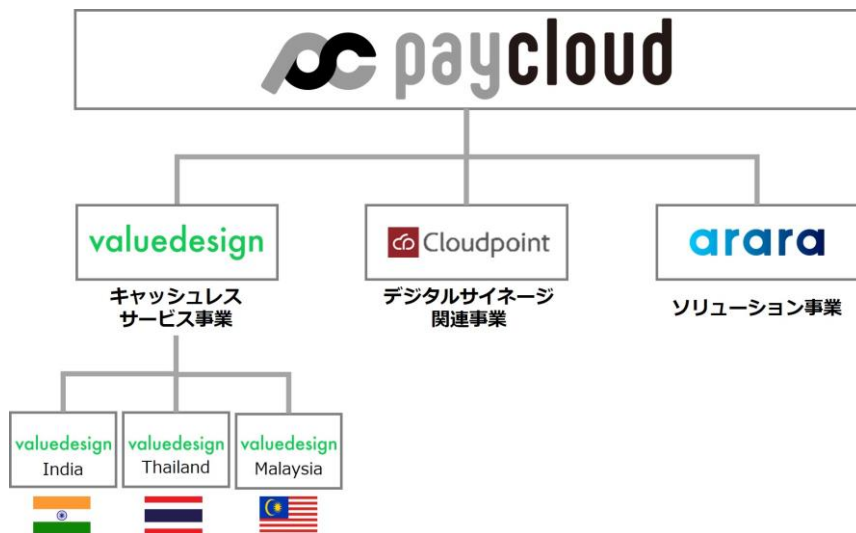 paycloud
valuedesign
Cloudpoint
arara
キャッシュレス
サービス事業
デジタルサイネージ
関連事業
ソリューション事業
valuedesign
India
valuedesign
Thailand
valuedesign
Malaysia